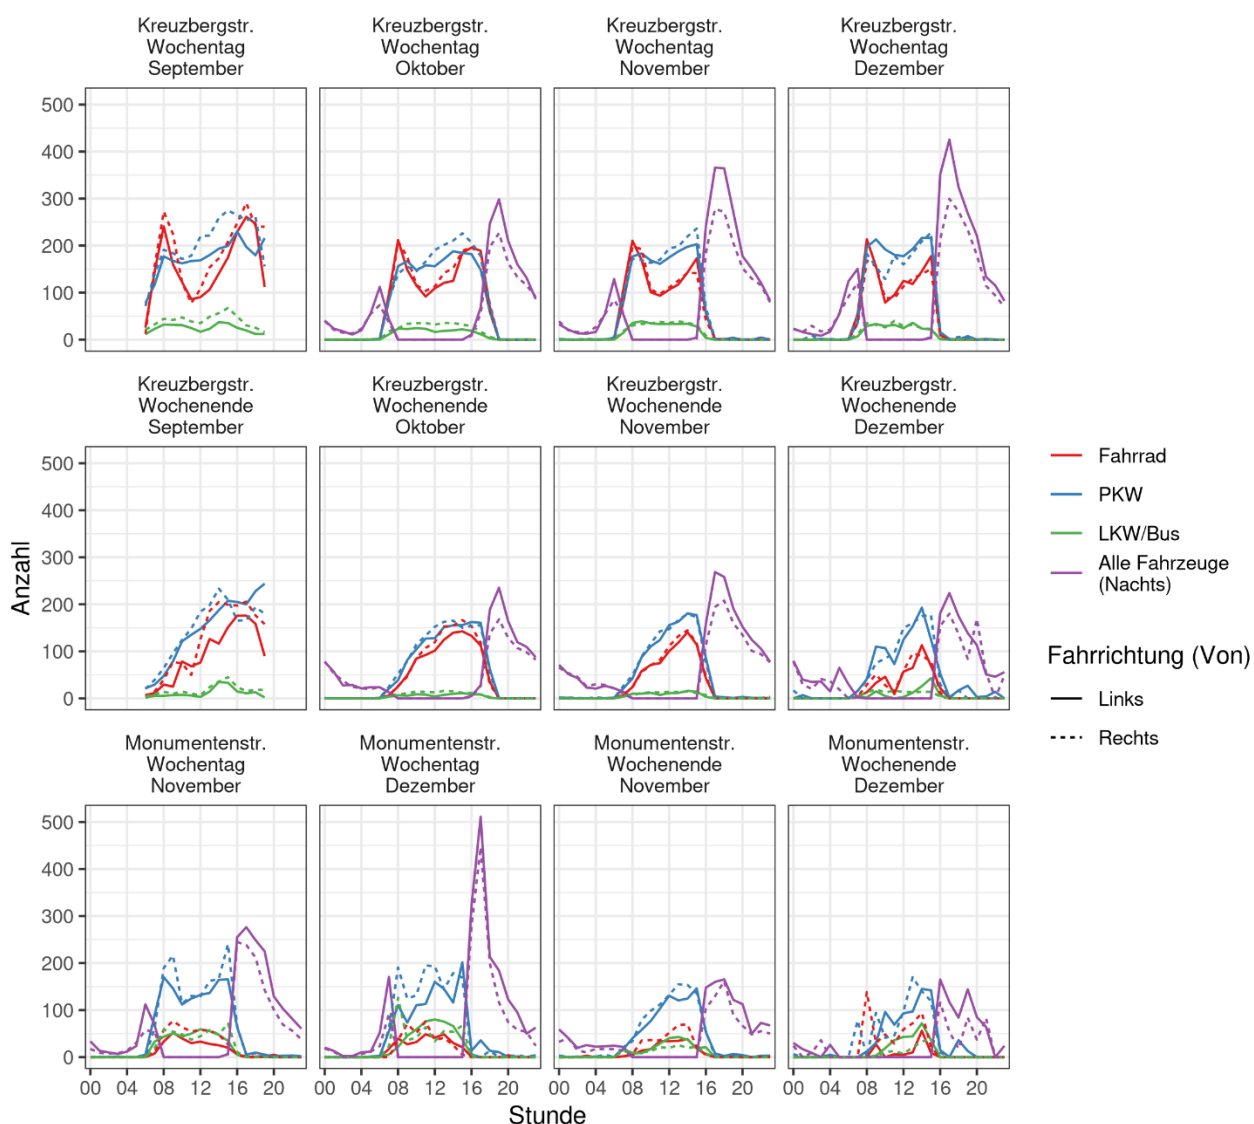 Kreuzbergstr.
Wochentag
September
Kreuzbergstr.
Wochentag
Oktober
Kreuzbergstr.
Wochentag
November
Kreuzbergstr.
Wochentag
Dezember
500
400
300
200
100
0
Kreuzbergstr.
Wochenende
September
Kreuzbergstr.
Wochenende
Oktober
Kreuzbergstr.
Wochenende
November
Kreuzbergstr.
Wochenende
Dezember
500
400
300
200
100
0
Monumentenstr.
Wochentag
November
Monumentenstr.
Wochentag
Dezember
Monumentenstr.
Wochenende
November
Monumentenstr.
Wochenende
Dezember
500
400
300
200
100
0
00 04 08 12 16 20
00 04 08 12 16 20
00 04 08 12 16 20
00 04 08 12 16 20
Anzahl
Stunde
Fahrrad
PKW
LKW/Bus
Alle Fahrzeuge
(Nachts)
Fahrrichtung (Von)
Links
Rechts